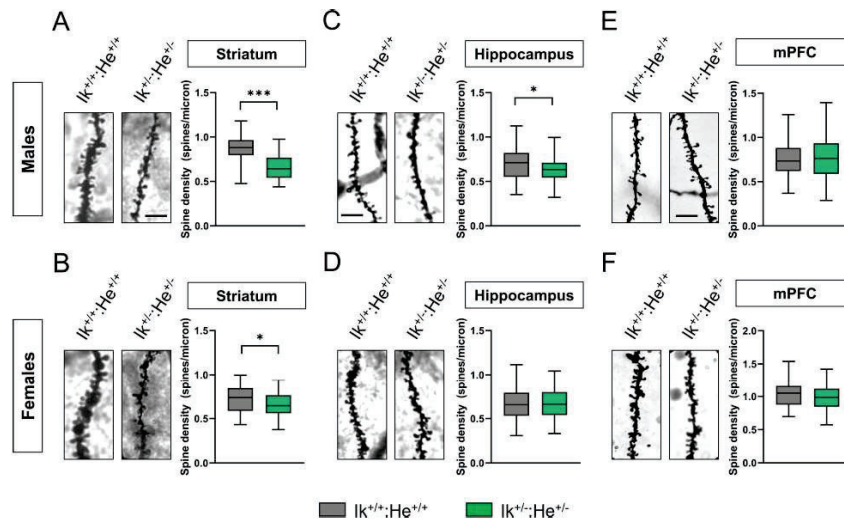 A
C
E
Striatum
Hippocampus
mPFC
Ik+/+:He+/+
Ik+/-:He+/-
Ik+/+:He+/+
Ik+/-:He+/-
Ik+/+:He+/+
Ik+/-:He+/-
Males
Spine density (spines/micron)
1.5
1.0
0.5
0.0
***
Spine density (spines/micron)
1.5
1.0
0.5
0.0
*
Spine density (spines/micron)
1.5
1.0
0.5
0.0
B
D
F
Striatum
Hippocampus
mPFC
Ik+/+:He+/+
Ik+/-:He+/-
Ik+/+:He+/+
Ik+/-:He+/-
Ik+/+:He+/+
Ik+/-:He+/-
Females
Spine density (spines/micron)
1.5
1.0
0.5
0.0
*
Spine density (spines/micron)
1.5
1.0
0.5
0.0
Spine density (spines/micron)
2.0
1.5
1.0
0.5
0.0
Ik+/+:He+/+
Ik+/-:He+/-